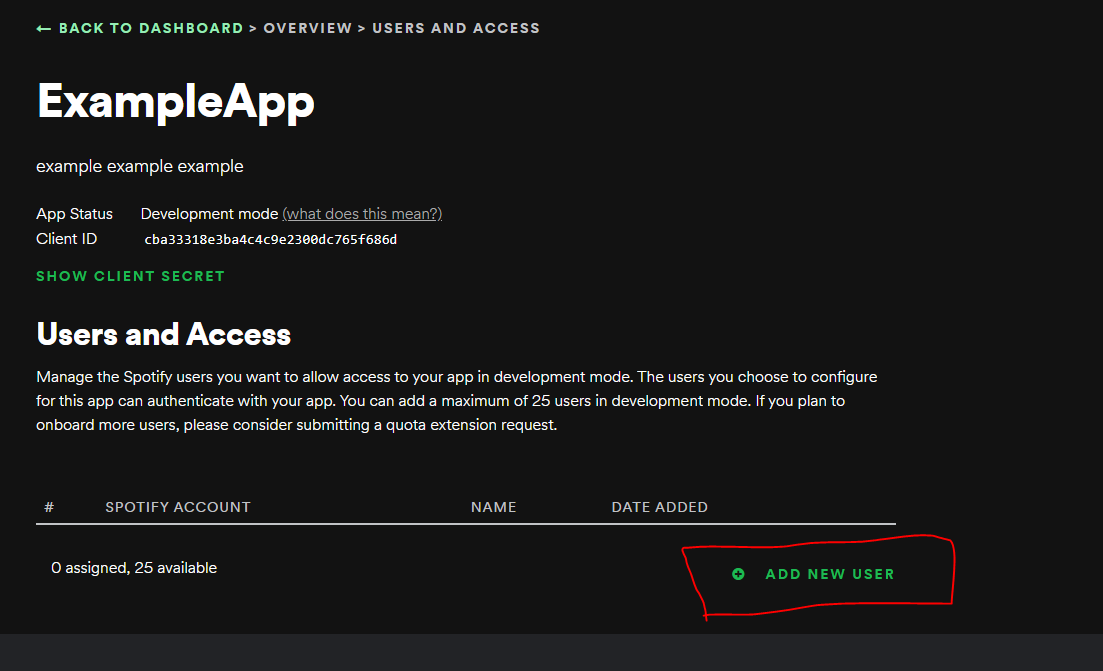 ← BACK TO DASHBOARD > OVERVIEW > USERS AND ACCESS
ExampleApp
example example example
App Status Development mode (what does this mean?)
Client ID cba33318e3ba4c4c9e2300dc765f686d
SHOW CLIENT SECRET
Users and Access
Manage the Spotify users you want to allow access to your app in development mode. The users you choose to configure
for this app can authenticate with your app. You can add a maximum of 25 users in development mode. If you plan to
onboard more users, please consider submitting a quota extension request.
# SPOTIFY ACCOUNT NAME DATE ADDED
0 assigned, 25 available
ADD NEW USER